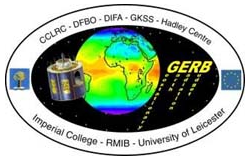 CCLRC - DFBO - DIFA - GKSS - Hadley Centre
GERB
Imperial College - RMIB - University of Leicester